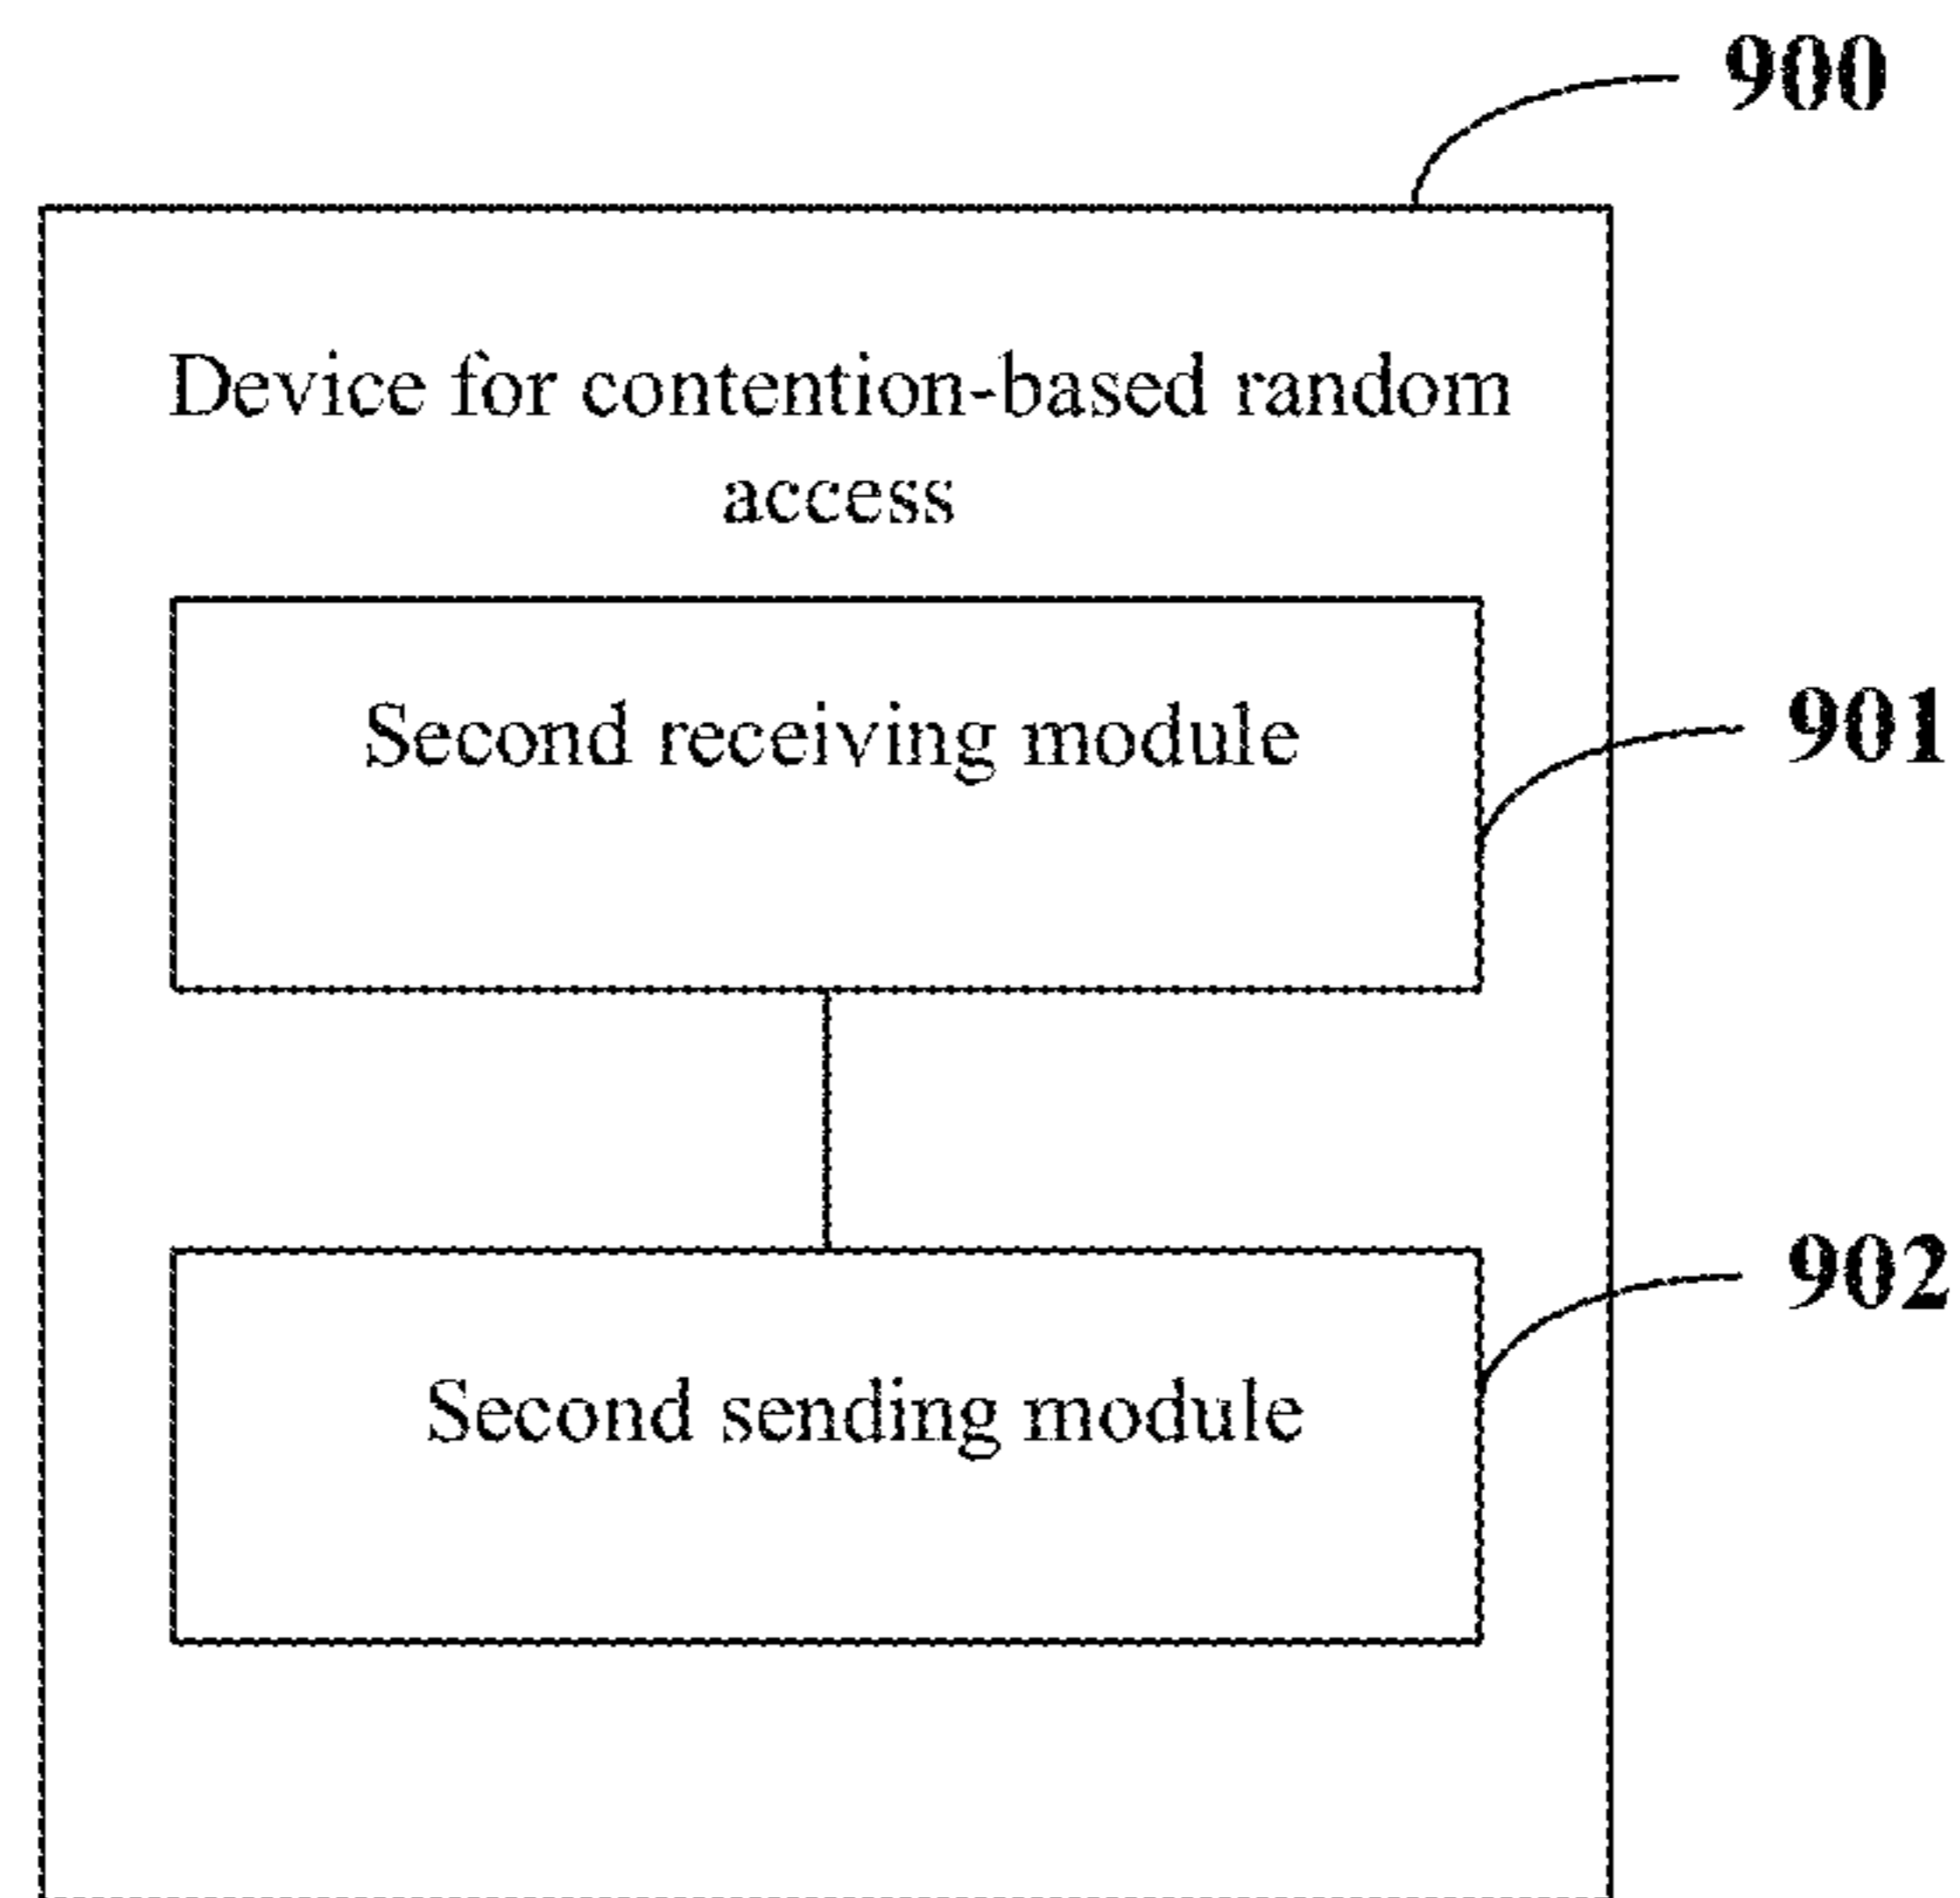 900
Device for contention-based random
access
Second receiving module
901
902
Second sending module